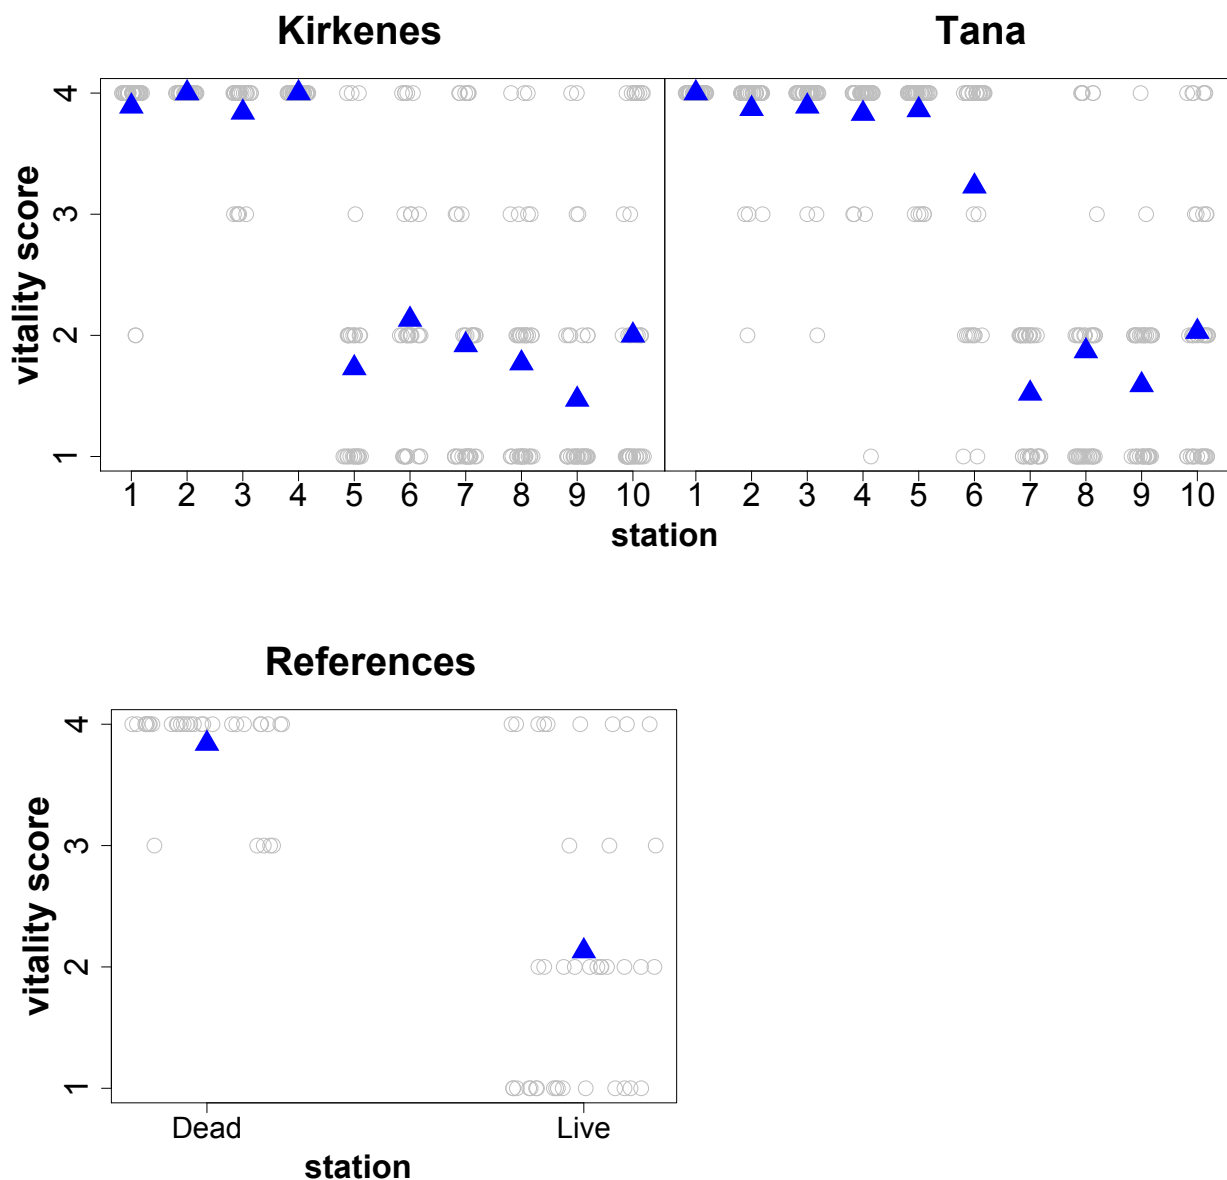 Kirkenes Tana
vitality score
4
3
2
1
1 2 3 4 5 6 7 8 9 10 1 2 3 4 5 6 7 8 9 10
station
References
vitality score
4
3
2
1
Dead Live
station